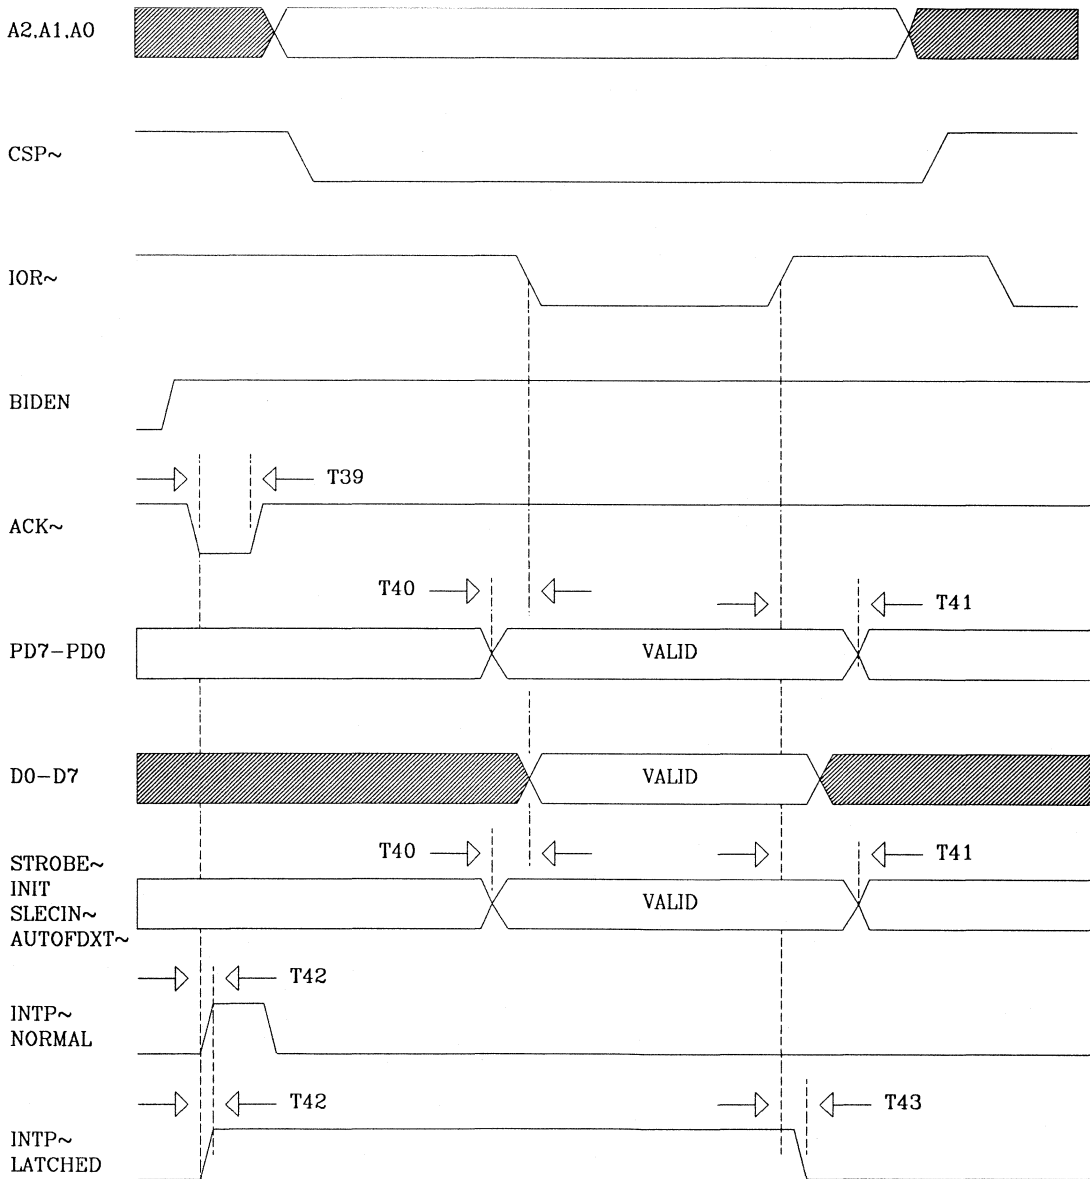 A2,A1,A0
CSP~
IOR~
BIDEN
T39
ACK~
T40
T41
PD7-PD0
VALID
D0-D7
VALID
T40
T41
STROBE~
INIT
SLECIN~
AUTOFDXT~
VALID
T42
INTP~
NORMAL
T42
T43
INTP~
LATCHED